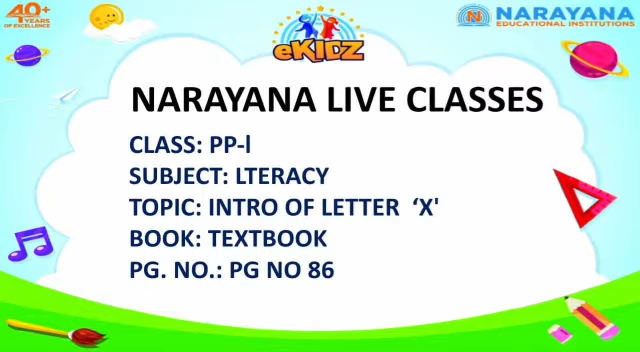 40+
YEARS
OF EXCELLENCE
eKIDZ
NARAYANA
EDUCATIONAL INSTITUTIONS
NARAYANA LIVE CLASSES
CLASS: PP-l
SUBJECT: LTERACY
TOPIC: INTRO OF LETTER ‘X'
BOOK: TEXTBOOK
PG. NO.: PG NO 86